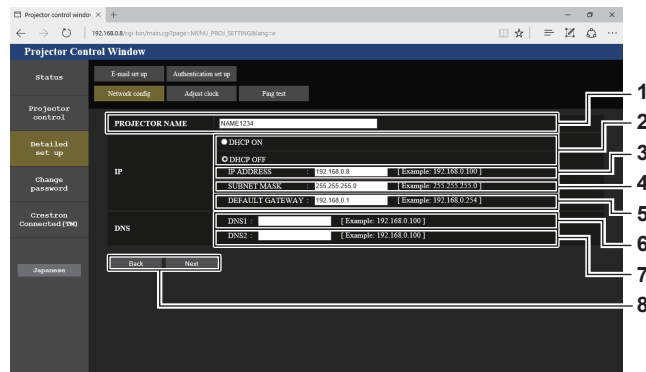 Projector control window
192.168.0.8/cgi-bin/main.cgi?page=MENU_PROJ_SETTING&lang=e
Projector Control Window
Status
E-mail set up
Authentication set up
Network config
Adjust clock
Ping test
Projector control
Detailed set up
Change password
Crestron Connected(TM)
Japanese
PROJECTOR NAME NAME1234
IP
DHCP ON
DHCP OFF
IP ADDRESS : 192.168.0.8 [ Example: 192.168.0.100 ]
SUBNET MASK : 255.255.255.0 [ Example: 255.255.255.0 ]
DEFAULT GATEWAY : 192.168.0.1 [ Example: 192.168.0.254 ]
DNS
DNS1 : [ Example: 192.168.0.100 ]
DNS2 : [ Example: 192.168.0.100 ]
Back Next
1
2
3
4
5
6
7
8